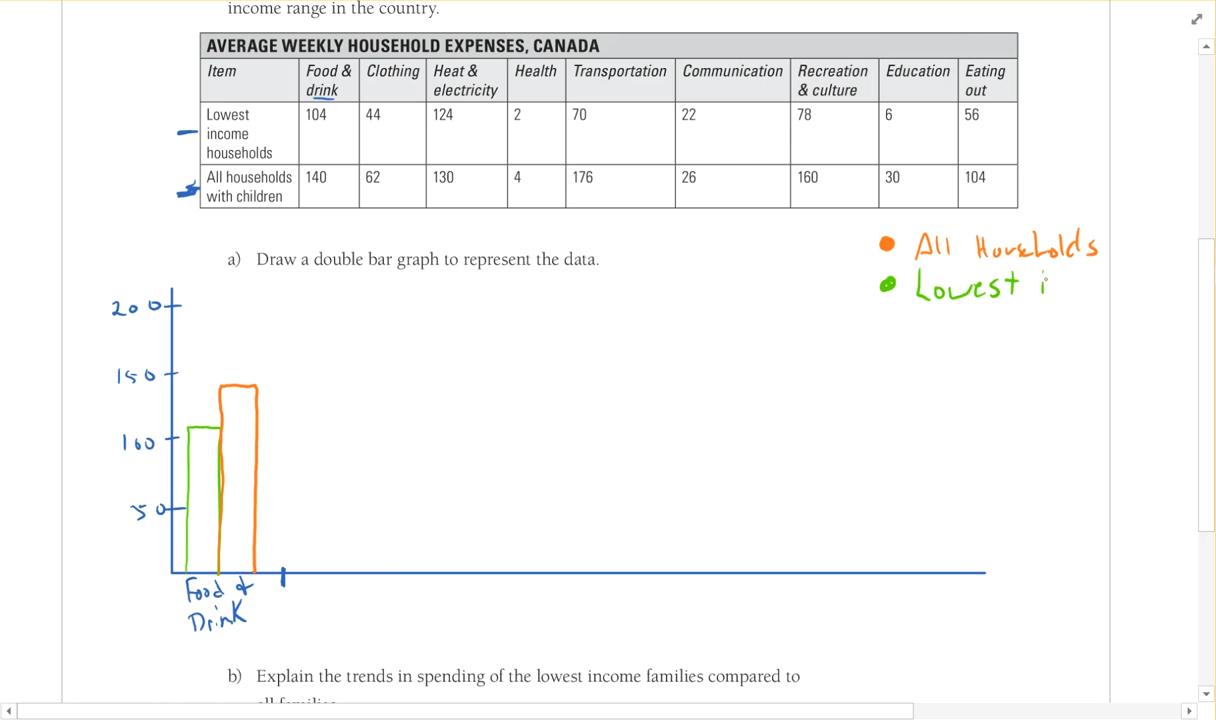 income range in the country.
AVERAGE WEEKLY HOUSEHOLD EXPENSES, CANADA
Item Food & drink Clothing Heat & electricity Health Transportation Communication Recreation & culture Education Eating out
Lowest income households 104 44 124 2 70 22 78 6 56
All households with children 140 62 130 4 176 26 160 30 104
All Households
a) Draw a double bar graph to represent the data.
Lowest i
200
150
100
50
Food &
Drink
b) Explain the trends in spending of the lowest income families compared to
all families